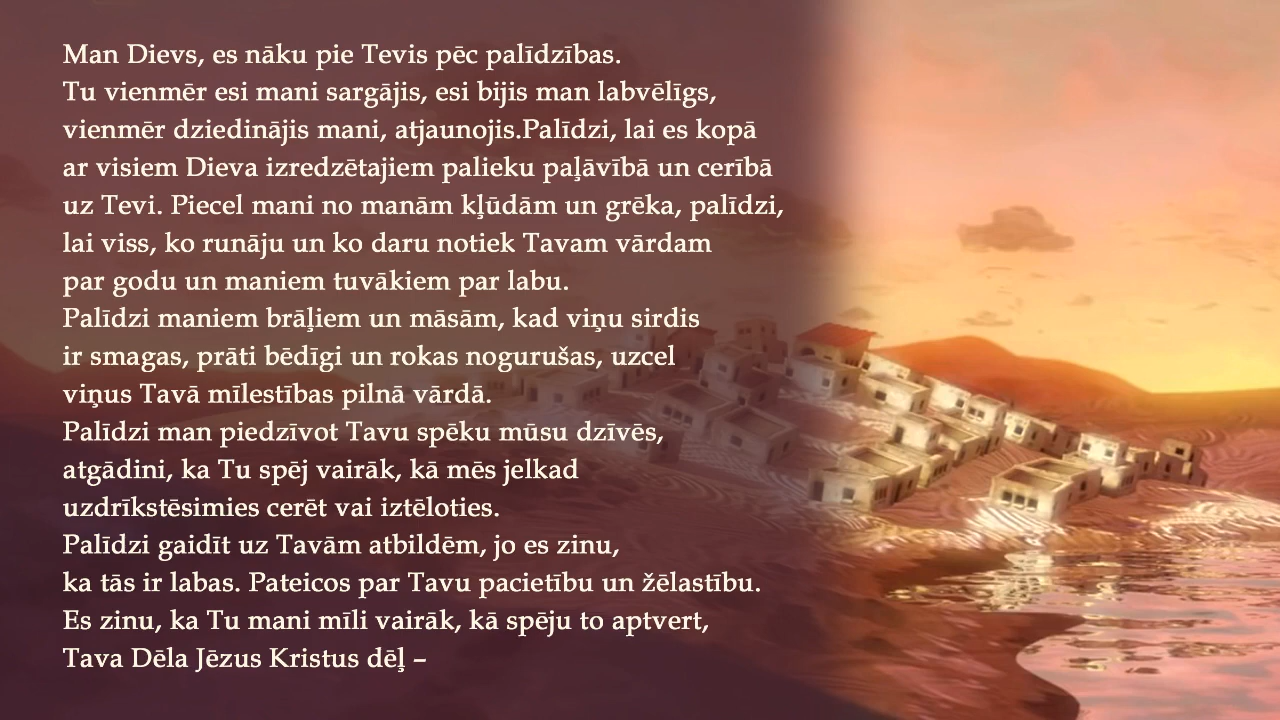 Man Dievs, es nāku pie Tevis pēc palīdzības.
Tu vienmēr esi mani sargājis, esi bijis man labvēlīgs,
vienmēr dziedinājis mani, atjaunojis.Palīdzi, lai es kopā
ar visiem Dieva izredzētajiem palieku paļāvībā un cerībā
uz Tevi. Piecel mani no manām kļūdām un grēka, palīdzi,
lai viss, ko runāju un ko daru notiek Tavam vārdam
par godu un maniem tuvākiem par labu.
Palīdzi maniem brāļiem un māsām, kad viņu sirdis
ir smagas, prāti bēdīgi un rokas nogurušas, uzcel
viņus Tavā mīlestības pilnā vārdā.
Palīdzi man piedzīvot Tavu spēku mūsu dzīvēs,
atgādini, ka Tu spēj vairāk, kā mēs jelkad
uzdrīkstēsimies cerēt vai iztēloties.
Palīdzi gaidīt uz Tavām atbildēm, jo es zinu,
ka tās ir labas. Pateicos par Tavu pacietību un žēlastību.
Es zinu, ka Tu mani mīli vairāk, kā spēju to aptvert,
Tava Dēla Jēzus Kristus dēļ –